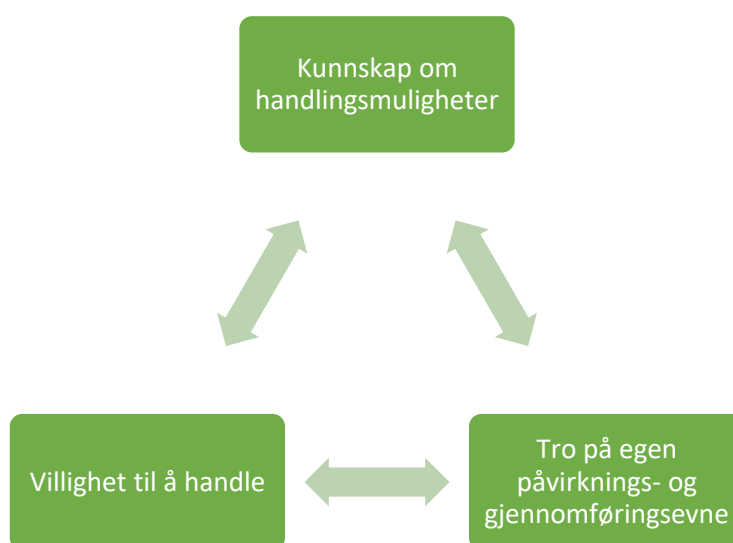 Kunnskap om
handlingsmuligheter
Villighet til å handle
Tro på egen
påvirknings- og
gjennomføringsevne